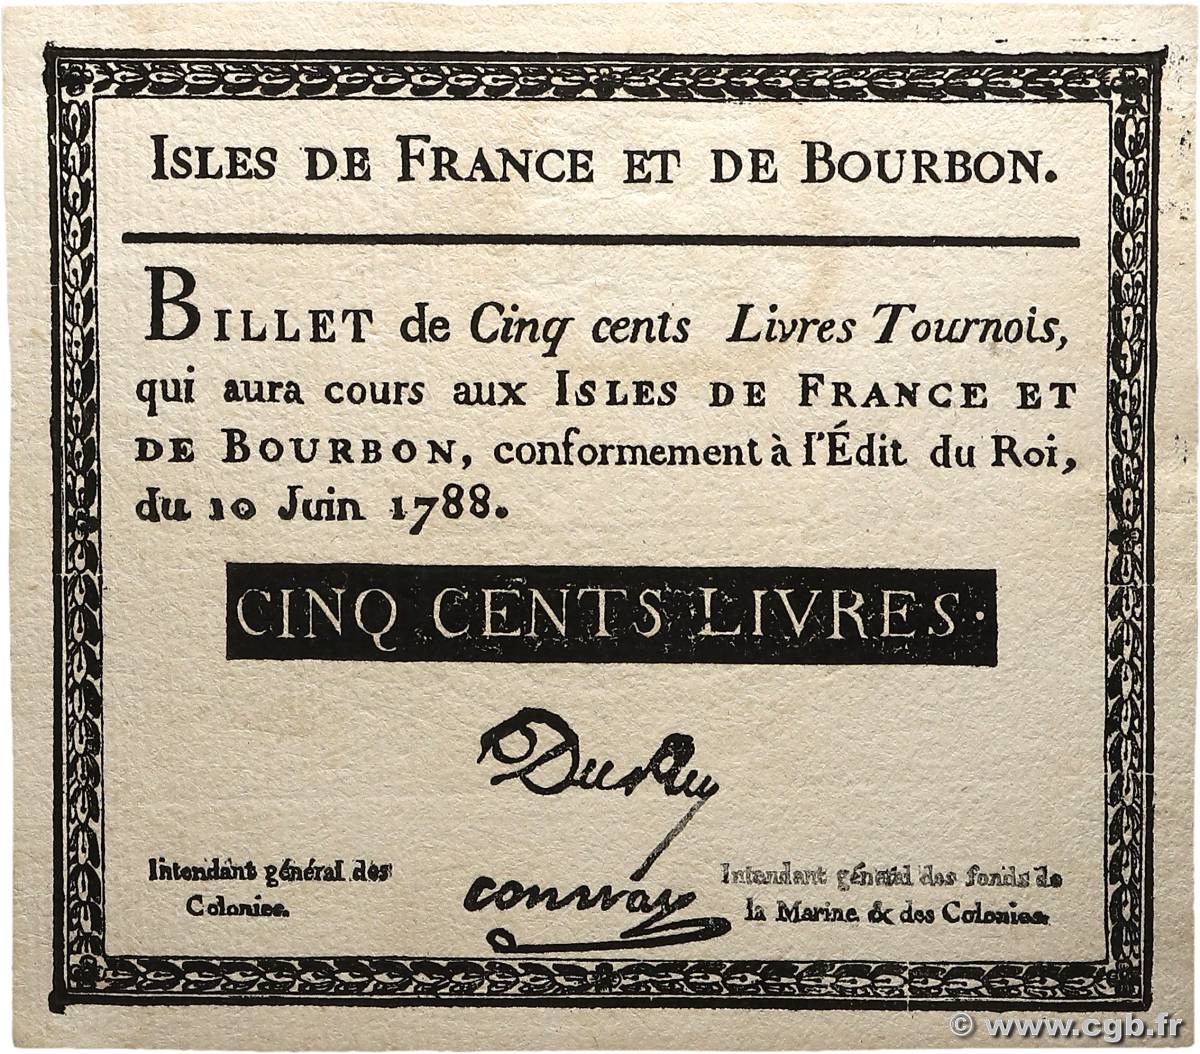 ISLES DE FRANCE ET DE BOURBON.
BILLET de Cinq cents Livres Tournois,
qui aura cours aux ISLES DE FRANCE ET
DE BOURBON, conformement à l'Édit du Roi,
du 10 Juin 1788.
CINQ CENTS LIVRES.
Intendant général des
Colonies.
conway
Intendant général des fonds de
la Marine & des Colonies.
© www.cgb.fr